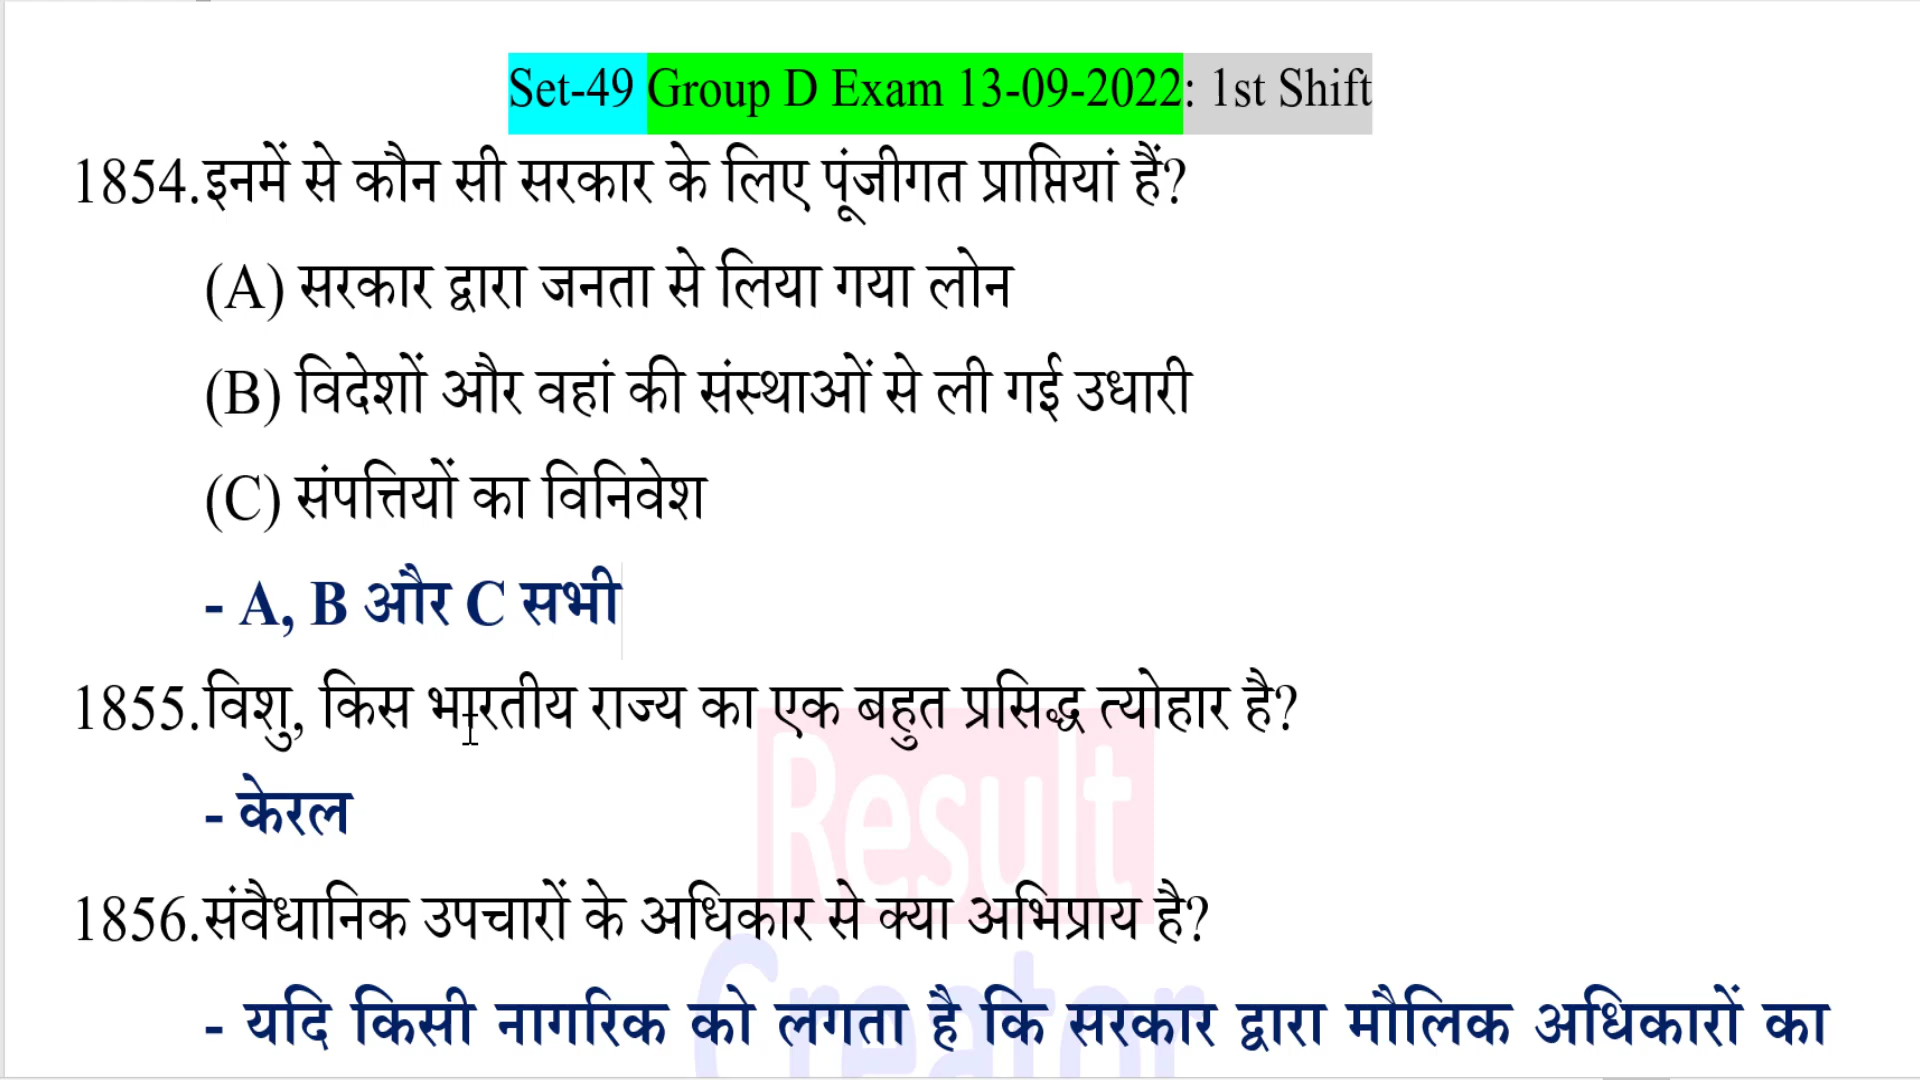 Set-49 Group D Exam 13-09-2022: 1st Shift
1854.इनमें से कौन सी सरकार के लिए पूंजीगत प्राप्तियां हैं?
(A) सरकार द्वारा जनता से लिया गया लोन
(B) विदेशों और वहां की संस्थाओं से ली गई उधारी
(C) संपत्तियों का विनिवेश
- A, B और C सभी
1855.विशु, किस भारतीय राज्य का एक बहुत प्रसिद्ध त्योहार है?
- केरल
1856.संवैधानिक उपचारों के अधिकार से क्या अभिप्राय है?
- यदि किसी नागरिक को लगता है कि सरकार द्वारा मौलिक अधिकारों का
Result
Creator